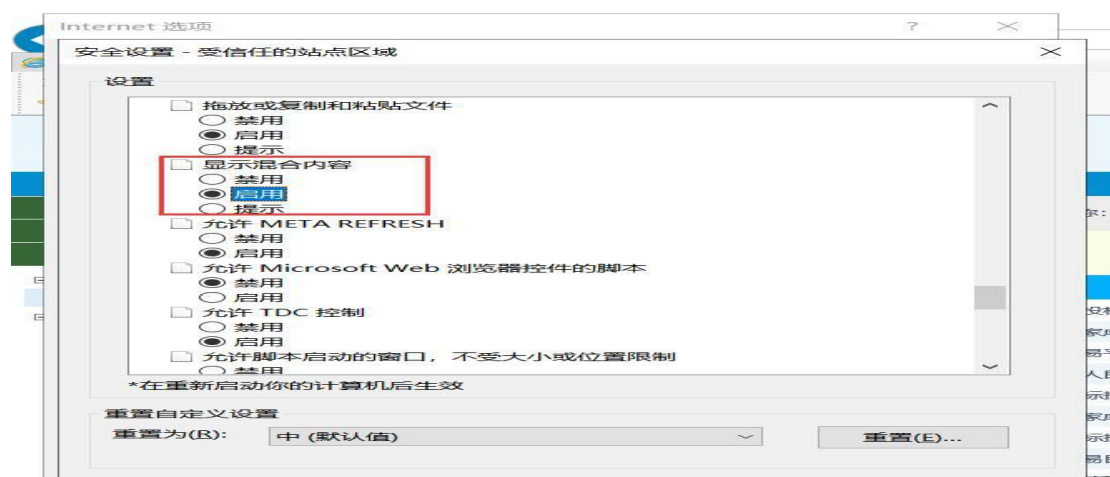 Internet 选项
安全设置 - 受信任的站点区域
设置
拖放或复制和粘贴文件
禁用
启用
提示
显示混合内容
禁用
启用
提示
允许 META REFRESH
禁用
启用
允许 Microsoft Web 浏览器控件的脚本
禁用
启用
允许 TDC 控制
禁用
启用
允许脚本启动的窗口，不受大小或位置限制
禁用
*在重新启动你的计算机后生效
重置自定义设置
重置为(R): 中 (默认值) 重置(E)...